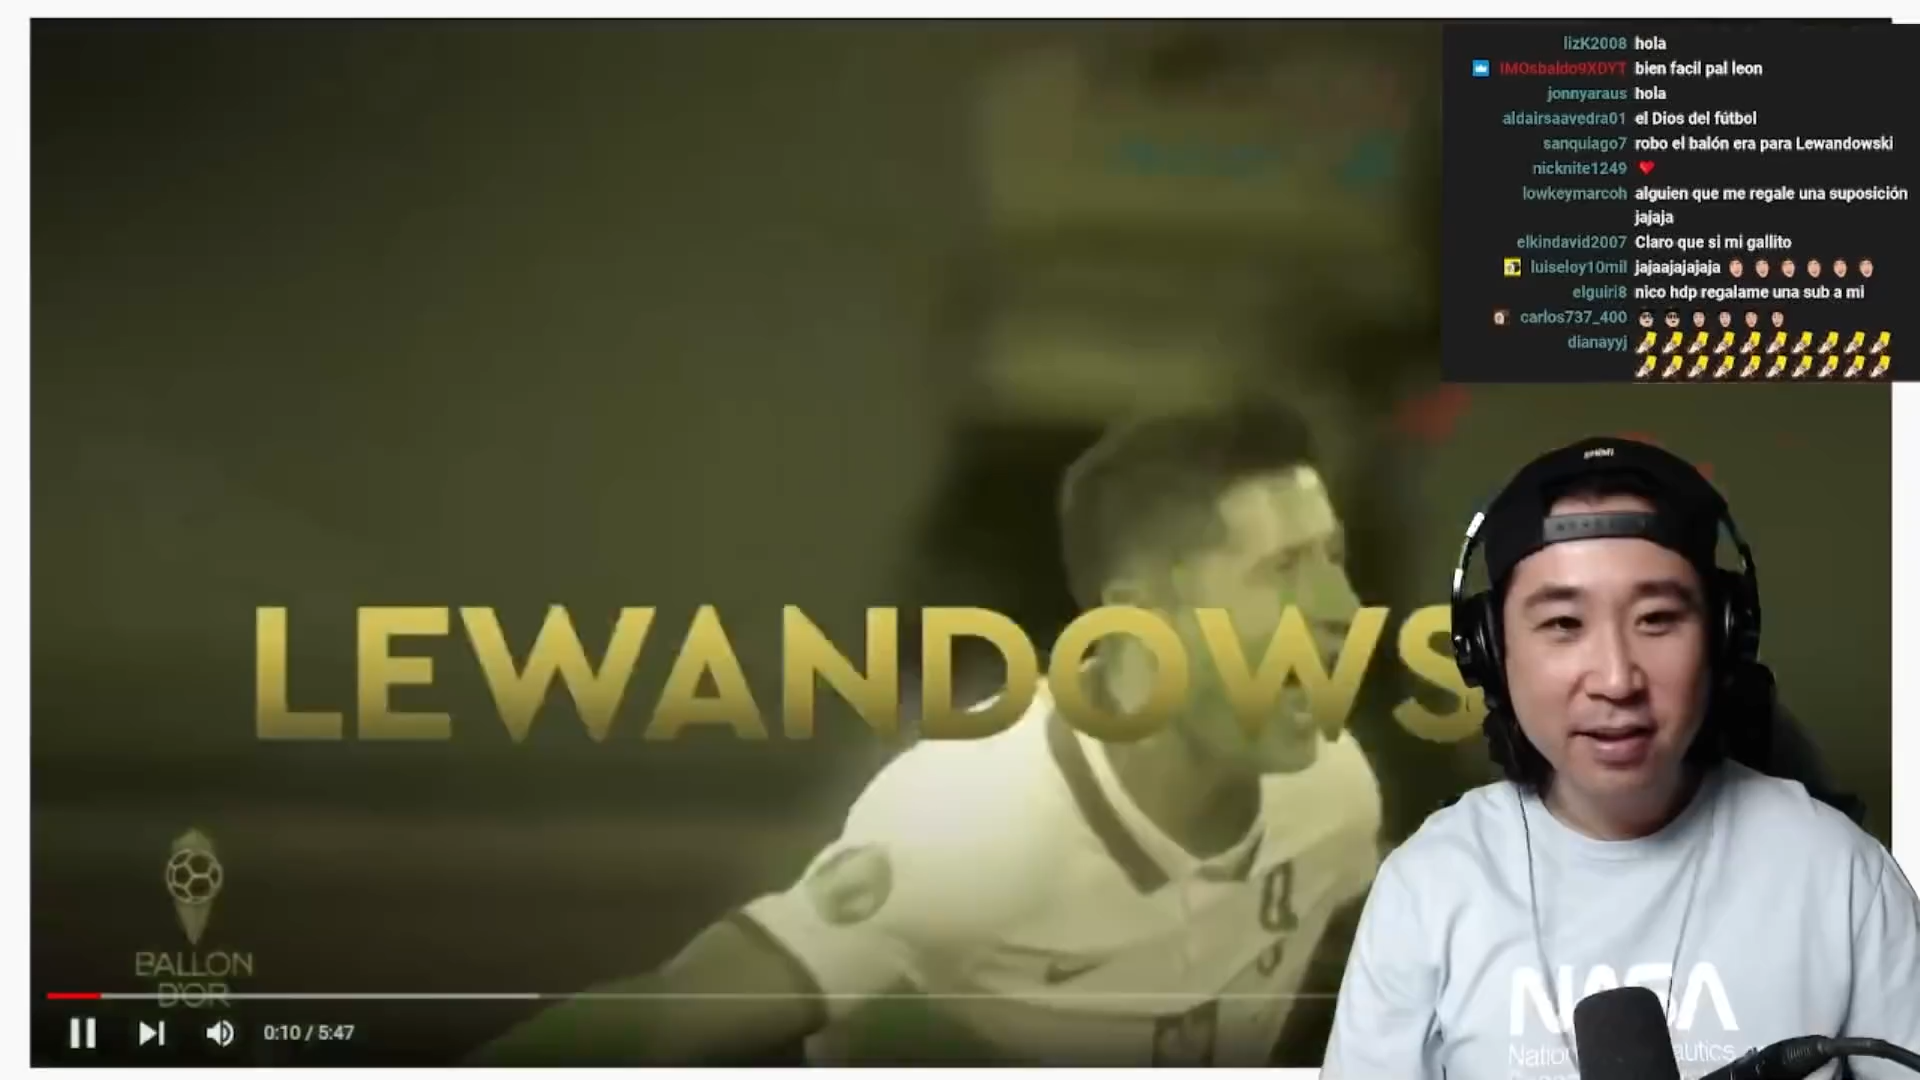 lizK2008 hola
IMOsbaldo9XDYT bien facil pal leon
jonnyaraus hola
aldairsaavedra01 el Dios del fútbol
sanquiago7 robo el balón era para Lewandowski
nicknite1249
lowkeymarcoh alguien que me regale una suposición
jajaja
elkindavid2007 Claro que si mi gallito
luiseloy10mil jajaajajajaja
elguiri8 nico hdp regalame una sub a mi
carlos737_400
dianayyj
LEWANDOWS
BALLON
D'OR
0:10 / 5:47
NASA